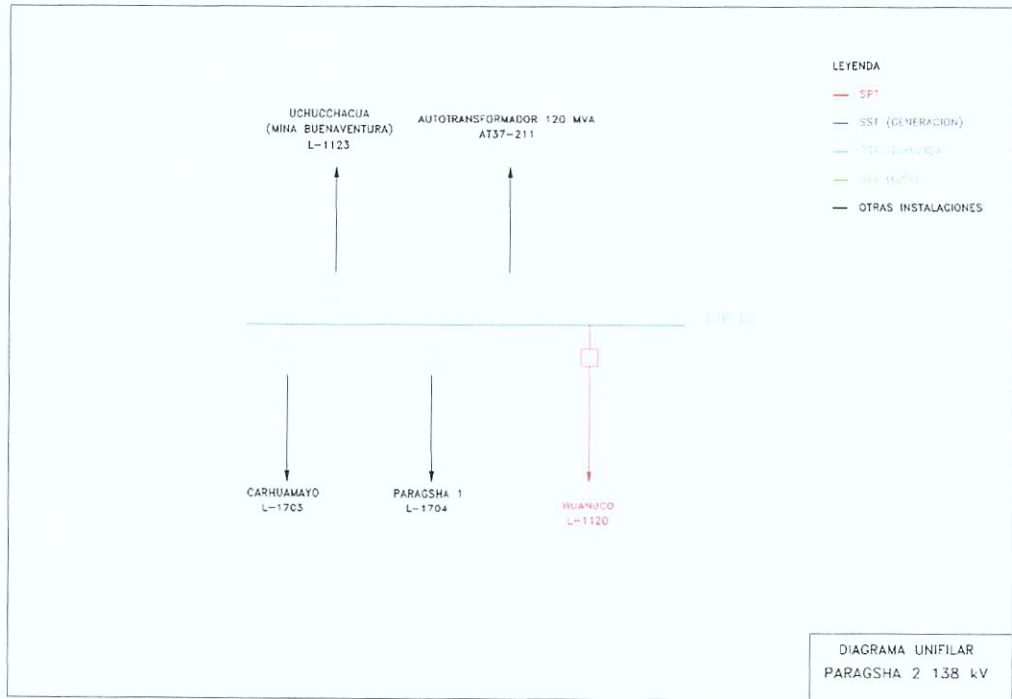 LEYENDA
SPT
SST (GENERACION)
OTRAS INSTALACIONES
UCHUCCHACUA
(MINA BUENAVENTURA)
L-1123
AUTOTRANSFORMADOR 120 MVA
AT37-211
CARHUAMAYO
L-1703
PARAGSHA 1
L-1704
HUANUCO
L-1120
DIAGRAMA UNIFILAR
PARAGSHA 2 138 kV